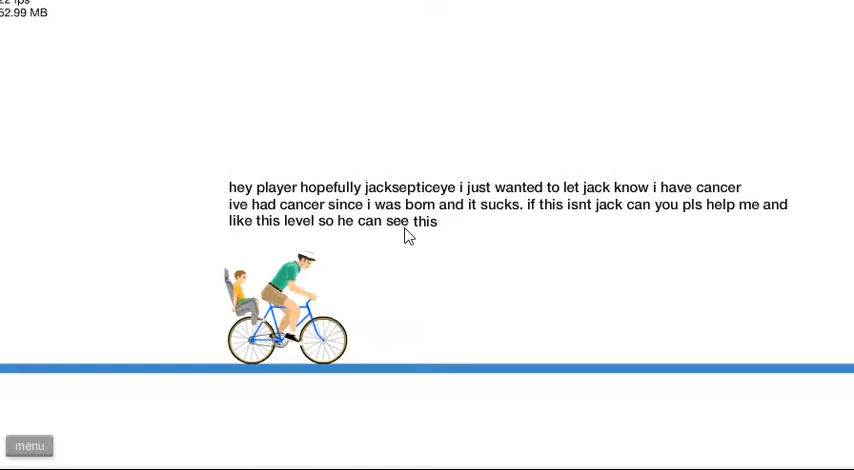 52.99 MB
hey player hopefully jacksepticeye i just wanted to let jack know i have cancer
ive had cancer since i was born and it sucks. if this isnt jack can you pls help me and
like this level so he can see this
menu